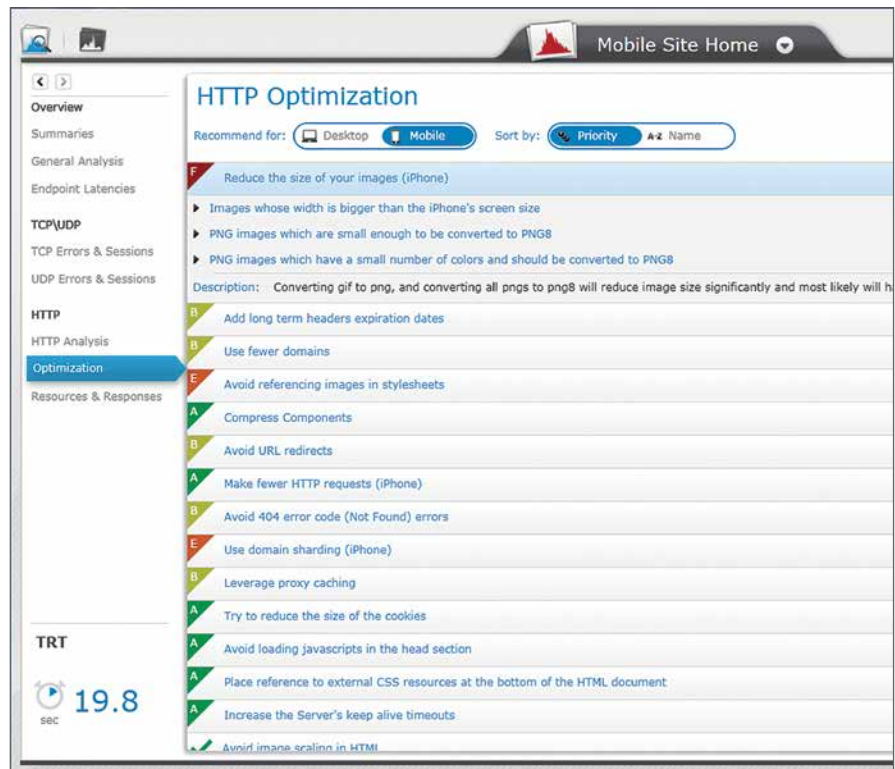 Mobile Site Home
Overview
Summaries
General Analysis
Endpoint Latencies
TCP\UDP
TCP Errors & Sessions
UDP Errors & Sessions
HTTP
HTTP Analysis
Optimization
Resources & Responses
TRT
19.8
sec
HTTP Optimization
Recommend for: Desktop Mobile Sort by: Priority A-Z Name
F Reduce the size of your images (iPhone)
Images whose width is bigger than the iPhone's screen size
PNG images which are small enough to be converted to PNG8
PNG images which have a small number of colors and should be converted to PNG8
Description: Converting gif to png, and converting all pngs to png8 will reduce image size significantly and most likely will
B Add long term headers expiration dates
B Use fewer domains
E Avoid referencing images in stylesheets
A Compress Components
B Avoid URL redirects
A Make fewer HTTP requests (iPhone)
B Avoid 404 error code (Not Found) errors
E Use domain sharding (iPhone)
B Leverage proxy caching
A Try to reduce the size of the cookies
A Avoid loading javascripts in the head section
A Place reference to external CSS resources at the bottom of the HTML document
A Increase the Server's keep alive timeouts
Avoid image scaling in HTML